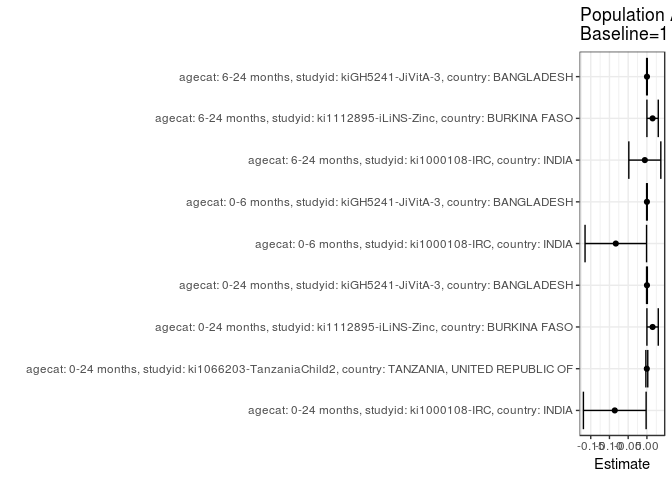 Population
Baseline=1
agecat: 6-24 months, studyid: kiGH5241-JiVitA-3, country: BANGLADESH
agecat: 6-24 months, studyid: ki1112895-iLiNS-Zinc, country: BURKINA FASO
agecat: 6-24 months, studyid: ki1000108-IRC, country: INDIA
agecat: 0-6 months, studyid: kiGH5241-JiVitA-3, country: BANGLADESH
agecat: 0-6 months, studyid: ki1000108-IRC, country: INDIA
agecat: 0-24 months, studyid: kiGH5241-JiVitA-3, country: BANGLADESH
agecat: 0-24 months, studyid: ki1112895-iLiNS-Zinc, country: BURKINA FASO
agecat: 0-24 months, studyid: ki1066203-TanzaniaChild2, country: TANZANIA, UNITED REPUBLIC OF
agecat: 0-24 months, studyid: ki1000108-IRC, country: INDIA
-0.15 -0.10 -0.05 0.00
Estimate